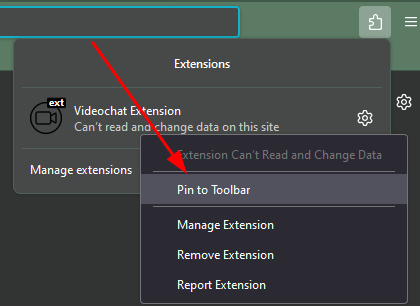 Extensions
ext
Videochat Extension
Can't read and change data on this site
Manage extensions
Extension Can't Read and Change Data
Pin to Toolbar
Manage Extension
Remove Extension
Report Extension